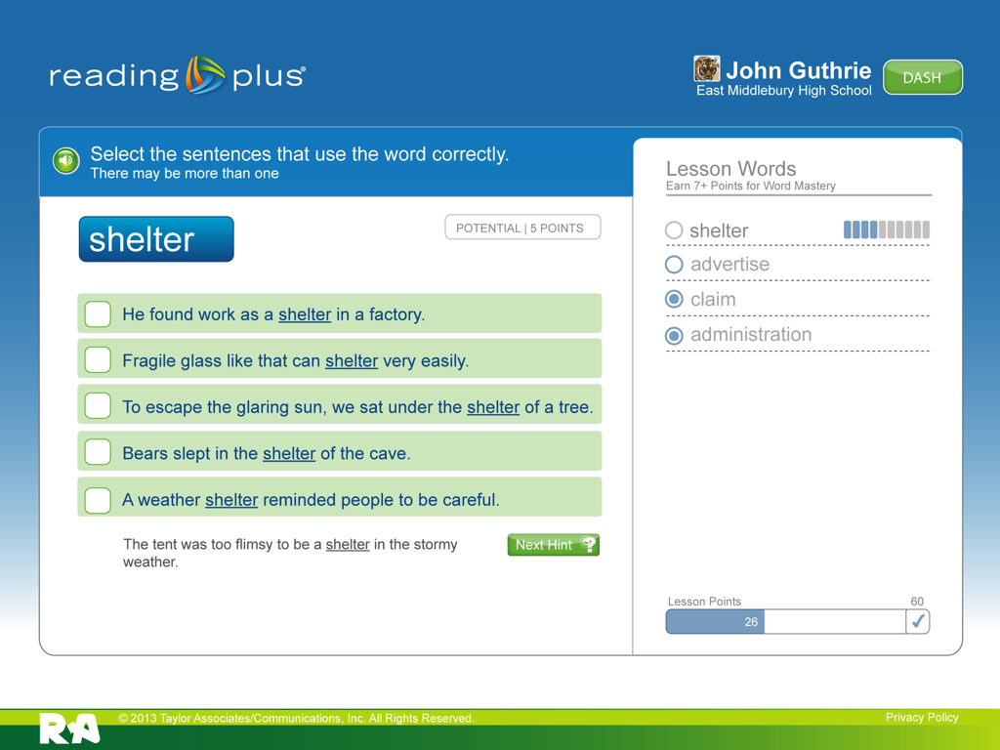 reading plus®
John Guthrie
East Middlebury High School
DASH
Select the sentences that use the word correctly.
There may be more than one
shelter
POTENTIAL | 5 POINTS
He found work as a shelter in a factory.
Fragile glass like that can shelter very easily.
To escape the glaring sun, we sat under the shelter of a tree.
Bears slept in the shelter of the cave.
A weather shelter reminded people to be careful.
The tent was too flimsy to be a shelter in the stormy
weather.
Next Hint ?
Lesson Words
Earn 7+ Points for Word Mastery
shelter
advertise
claim
administration
Lesson Points
60
26
RA
© 2013 Taylor Associates/Communications, Inc. All Rights Reserved.
Privacy Policy